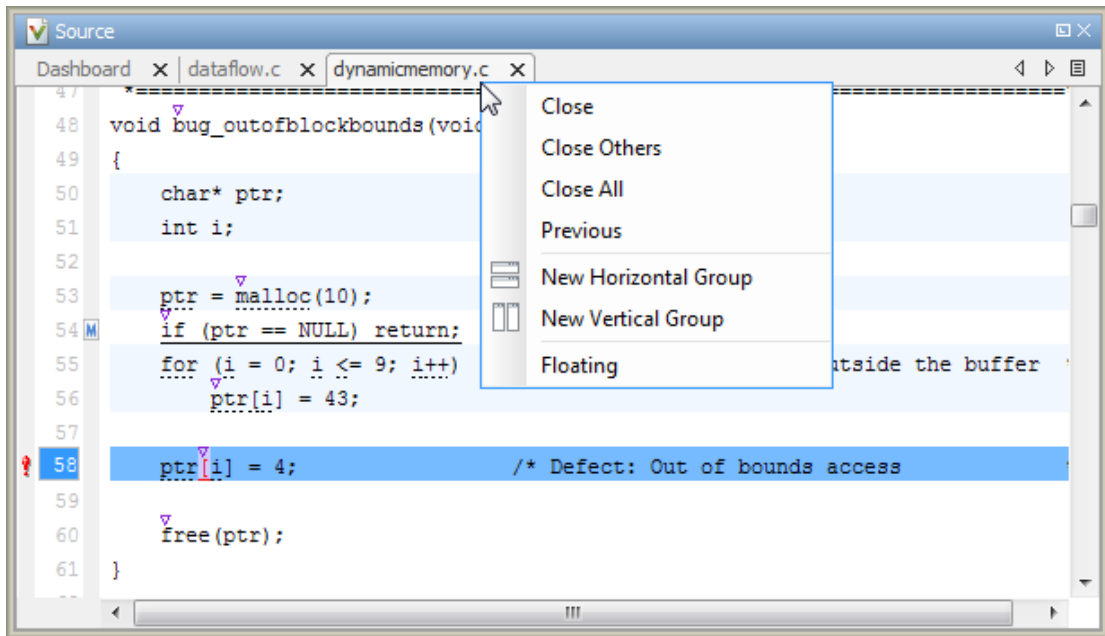 Source
Dashboard dataflow.c dynamicmemory.c
47 *==============================
48 void bug_outofblockbounds(void
49 {
50 char* ptr;
51 int i;
52
53 ptr = malloc(10);
54 M if (ptr == NULL) return;
55 for (i = 0; i <= 9; i++) utside the buffer
56 ptr[i] = 43;
57
! 58 ptr[i] = 4; /* Defect: Out of bounds access
59
60 free(ptr);
61 }
Close
Close Others
Close All
Previous
New Horizontal Group
New Vertical Group
Floating